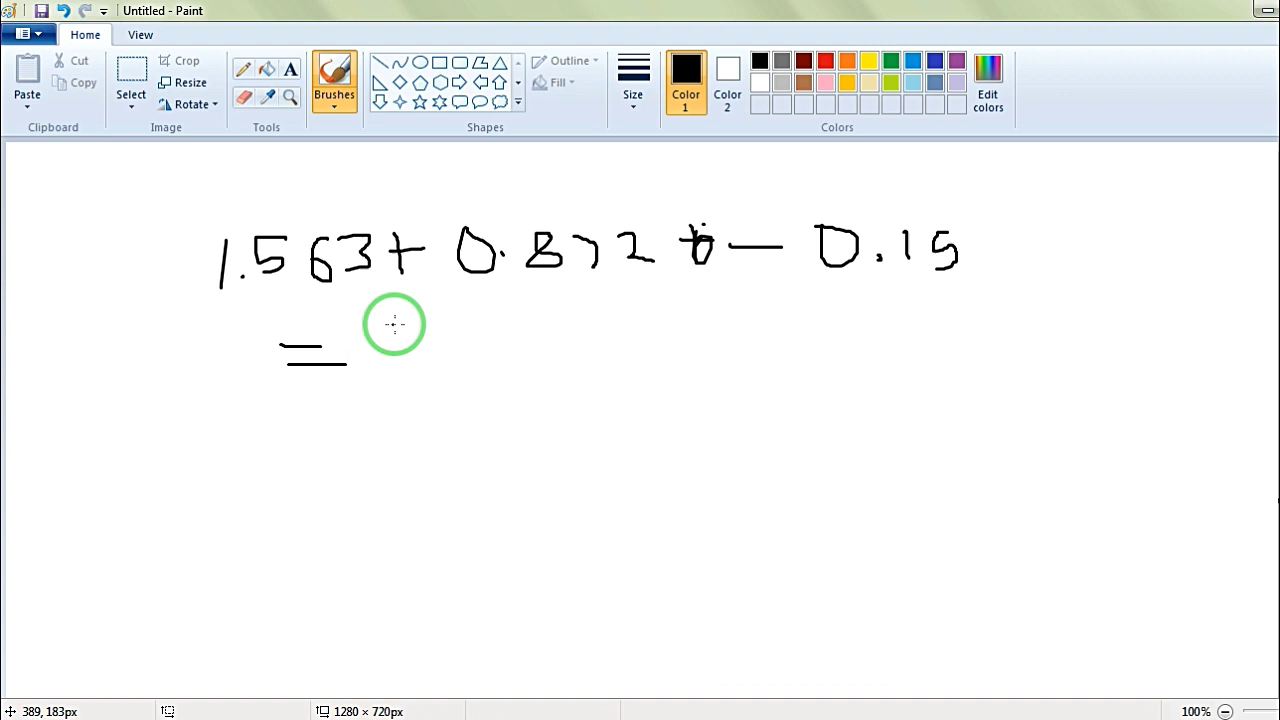 Untitled - Paint
Home View
Paste
Cut
Copy
Clipboard
Select
Crop
Resize
Rotate
Image
Tools
Brushes
Outline
Fill
Shapes
Size
Color 1
Color 2
Edit colors
Colors
1.563+ 0.872 — 0.15
=
389, 183px
1280 × 720px
100%